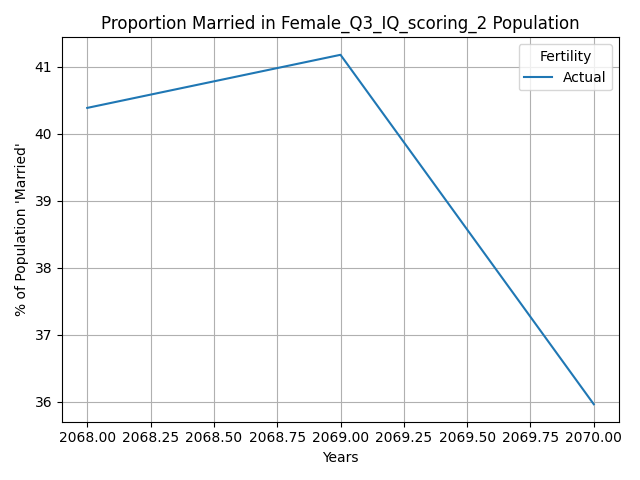 Proportion Married in Female_Q3_IQ_scoring_2 Population
Fertility
Actual
% of Population 'Married'
41
40
39
38
37
36
2068.00 2068.25 2068.50 2068.75 2069.00 2069.25 2069.50 2069.75 2070.00
Years